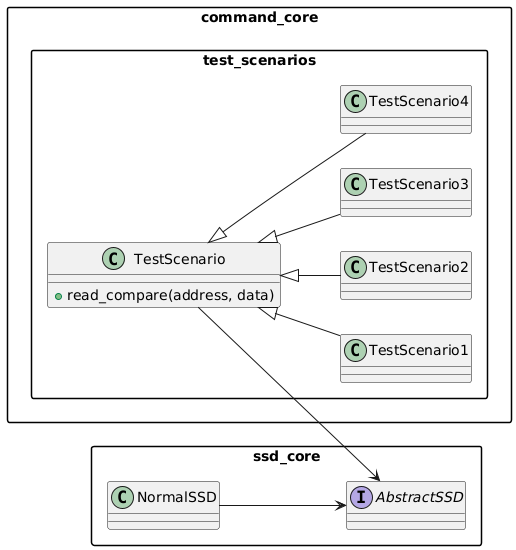 command_core
test_scenarios
C TestScenario4
C TestScenario3
C TestScenario
read_compare(address, data)
C TestScenario2
C TestScenario1
ssd_core
C NormalSSD
I AbstractSSD